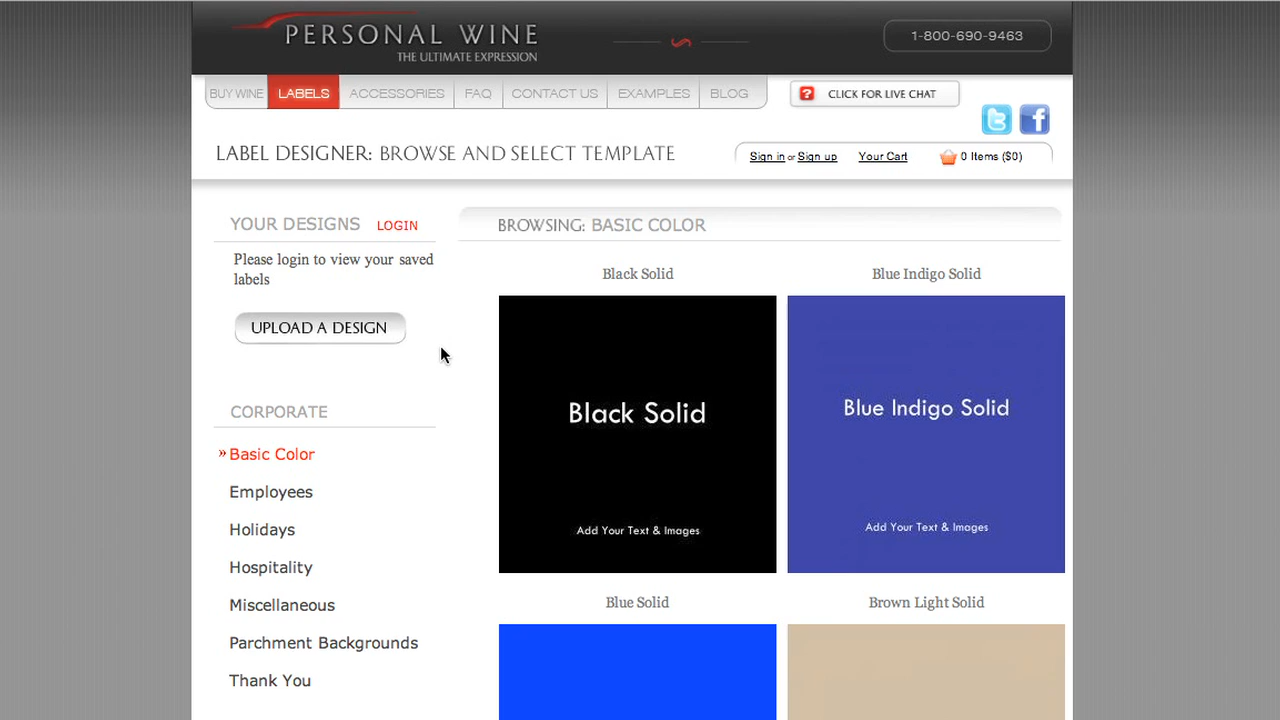 PERSONAL WINE
THE ULTIMATE EXPRESSION
1-800-690-9463
BUY WINE LABELS ACCESSORIES FAQ CONTACT US EXAMPLES BLOG
? CLICK FOR LIVE CHAT
t f
LABEL DESIGNER: BROWSE AND SELECT TEMPLATE
Sign in or Sign up Your Cart 0 Items ($0)
YOUR DESIGNS LOGIN
Please login to view your saved
labels
UPLOAD A DESIGN
CORPORATE
» Basic Color
Employees
Holidays
Hospitality
Miscellaneous
Parchment Backgrounds
Thank You
BROWSING: BASIC COLOR
Black Solid
Blue Indigo Solid
Black Solid
Add Your Text & Images
Blue Indigo Solid
Add Your Text & Images
Blue Solid
Brown Light Solid